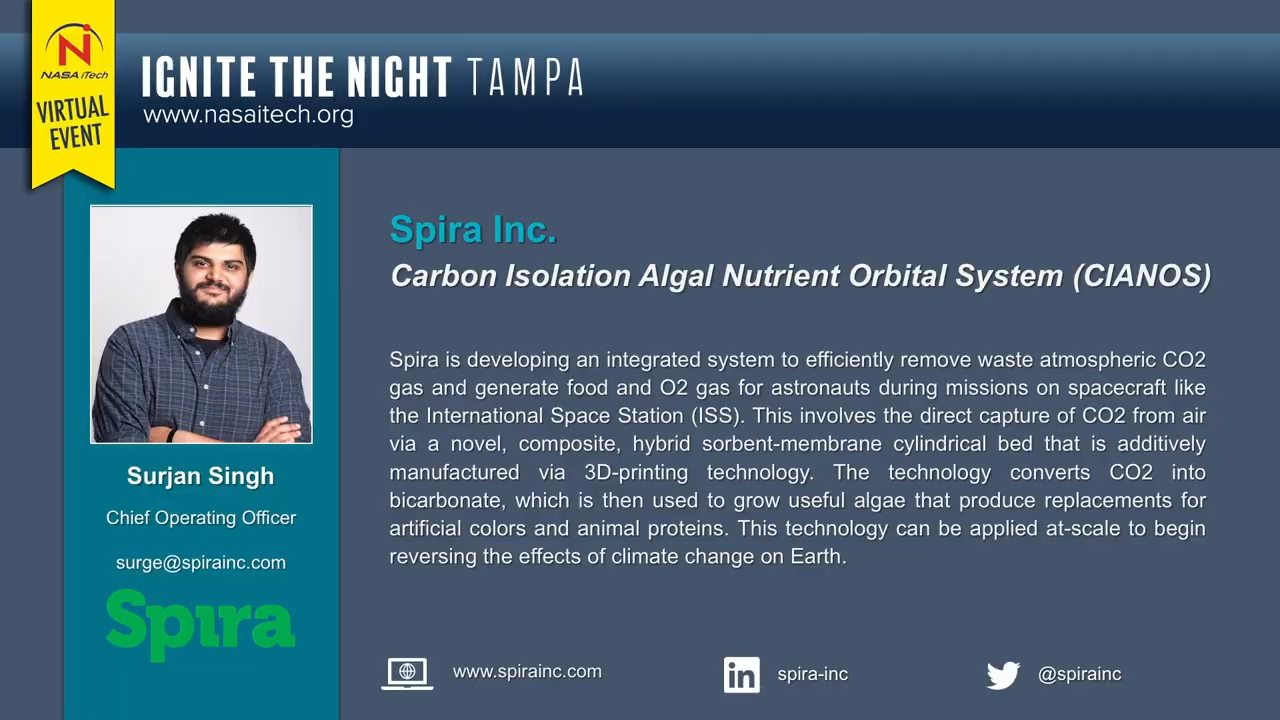 NASA iTech
VIRTUAL
EVENT
IGNITE THE NIGHT TAMPA
www.nasaitech.org
Surjan Singh
Chief Operating Officer
surge@spirainc.com
Spira
Spira Inc.
Carbon Isolation Algal Nutrient Orbital System (CIANOS)
Spira is developing an integrated system to efficiently remove waste atmospheric CO2
gas and generate food and O2 gas for astronauts during missions on spacecraft like
the International Space Station (ISS). This involves the direct capture of CO2 from air
via a novel, composite, hybrid sorbent-membrane cylindrical bed that is additively
manufactured via 3D-printing technology. The technology converts CO2 into
bicarbonate, which is then used to grow useful algae that produce replacements for
artificial colors and animal proteins. This technology can be applied at-scale to begin
reversing the effects of climate change on Earth.
www.spirainc.com
in spira-inc
@spirainc